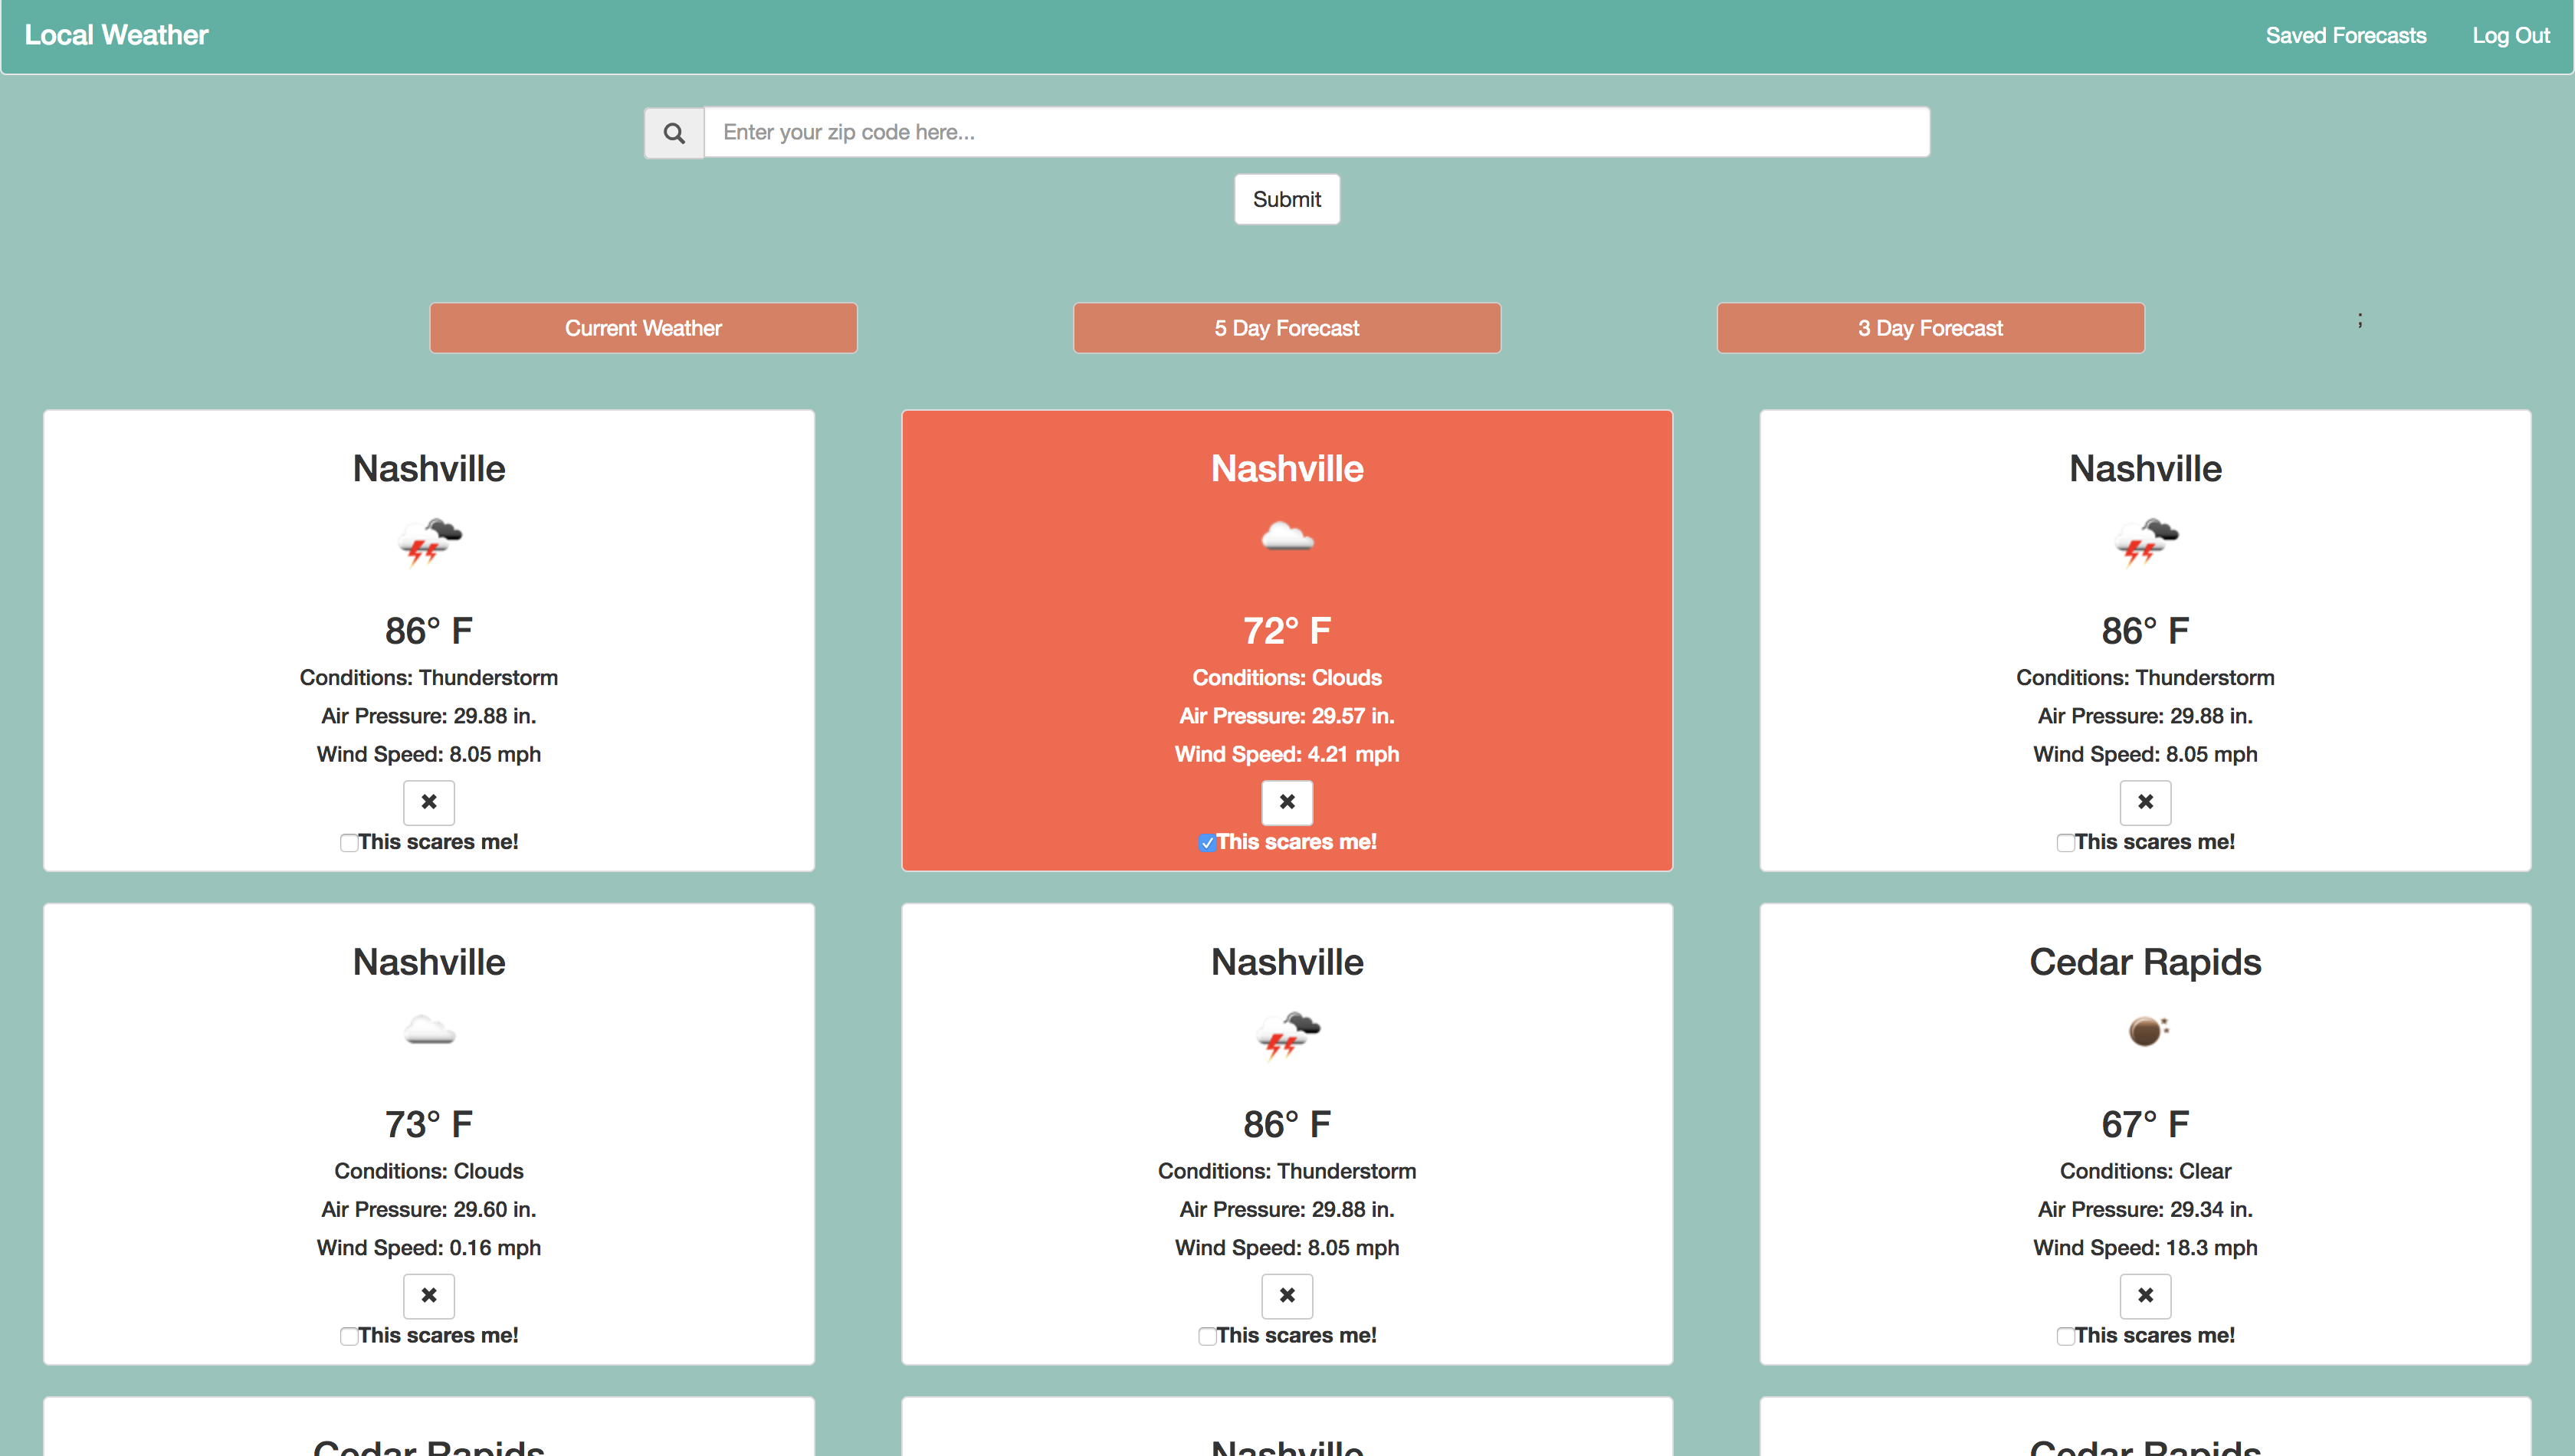 Local Weather
Saved Forecasts
Log Out
Enter your zip code here...
Submit
Current Weather
5 Day Forecast
3 Day Forecast
;
Nashville
86° F
Conditions: Thunderstorm
Air Pressure: 29.88 in.
Wind Speed: 8.05 mph
This scares me!
Nashville
72° F
Conditions: Clouds
Air Pressure: 29.57 in.
Wind Speed: 4.21 mph
This scares me!
Nashville
86° F
Conditions: Thunderstorm
Air Pressure: 29.88 in.
Wind Speed: 8.05 mph
This scares me!
Nashville
73° F
Conditions: Clouds
Air Pressure: 29.60 in.
Wind Speed: 0.16 mph
This scares me!
Nashville
86° F
Conditions: Thunderstorm
Air Pressure: 29.88 in.
Wind Speed: 8.05 mph
This scares me!
Cedar Rapids
67° F
Conditions: Clear
Air Pressure: 29.34 in.
Wind Speed: 18.3 mph
This scares me!
Cedar Rapids
Nashville
Cedar Rapids